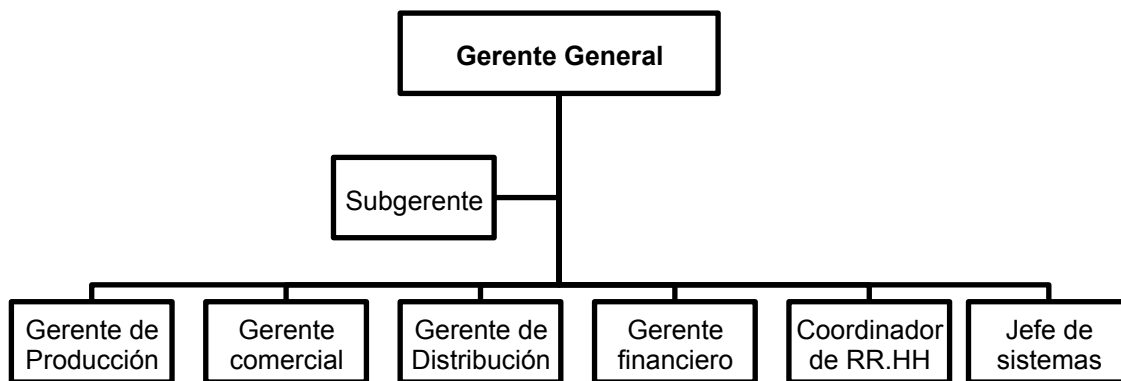 Gerente General
Subgerente
Gerente de
Producción
Gerente
comercial
Gerente de
Distribución
Gerente
financiero
Coordinador
de RR.HH
Jefe de
sistemas